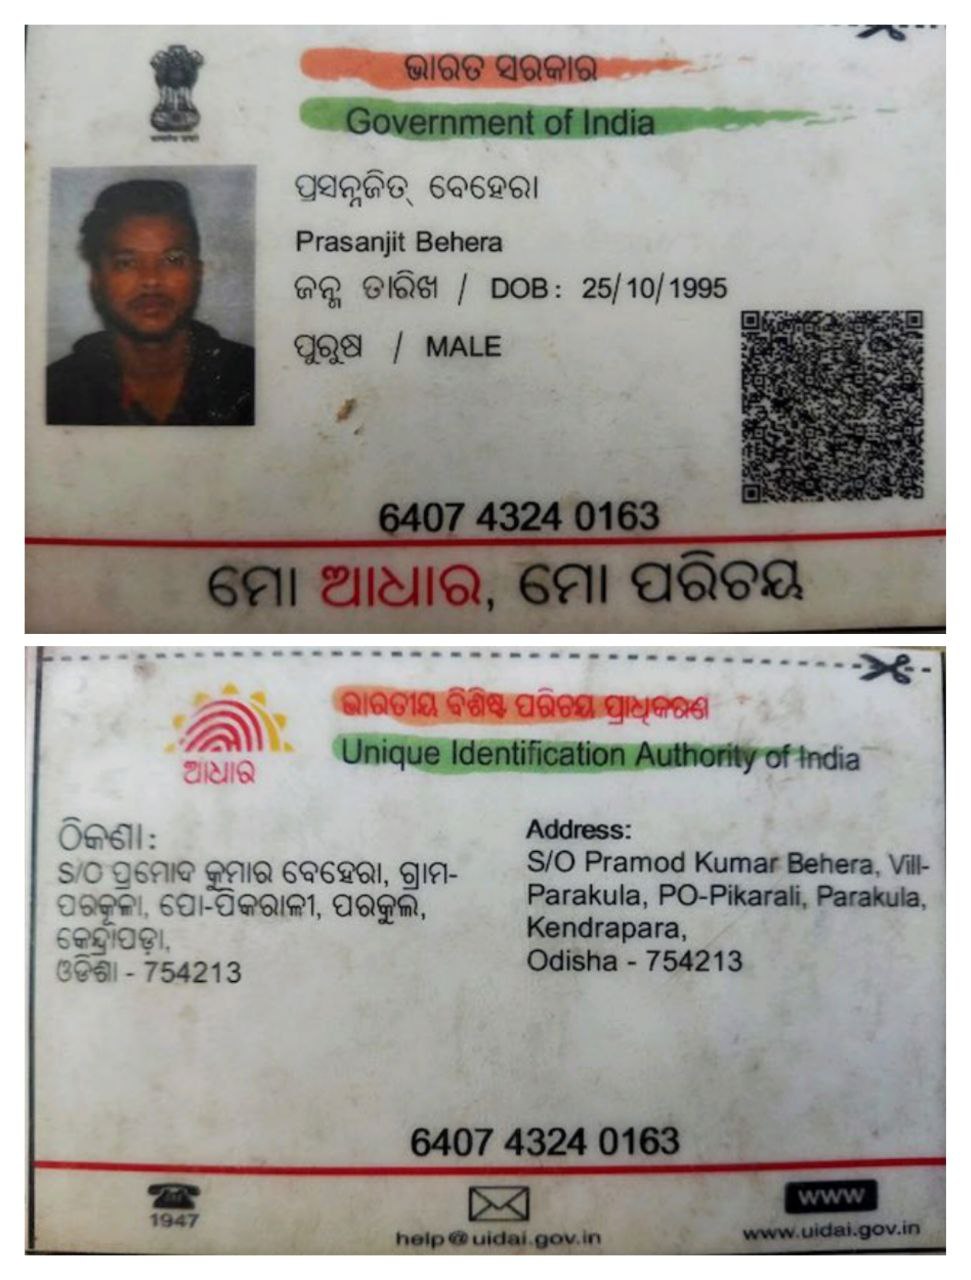 ଭାରତ ସରକାର
Government of India
ପ୍ରସନ୍ନଜିତ୍ ବେହେରା
Prasanjit Behera
ଜନ୍ମ ତାରିଖ / DOB: 25/10/1995
ପୁରୁଷ / MALE
6407 4324 0163
ମୋ ଆଧାର, ମୋ ପରିଚୟ
ଭାରତୀୟ ବିଶିଷ୍ଟ ପରିଚୟ ପ୍ରାଧିକରଣ
Unique Identification Authority of India
ଆଧାର
ଠିକଣା:
S/O ପ୍ରମୋଦ କୁମାର ବେହେରା, ଗ୍ରାମ-
ପରକୂଳା, ପୋ-ପିକରାଳୀ, ପରକୁଲ,
କେନ୍ଦ୍ରାପଡ଼ା,
ଓଡିଶା - 754213
Address:
S/O Pramod Kumar Behera, Vill-
Parakula, PO-Pikarali, Parakula,
Kendrapara,
Odisha - 754213
6407 4324 0163
1947
help@uidai.gov.in
WWW
www.uidai.gov.in